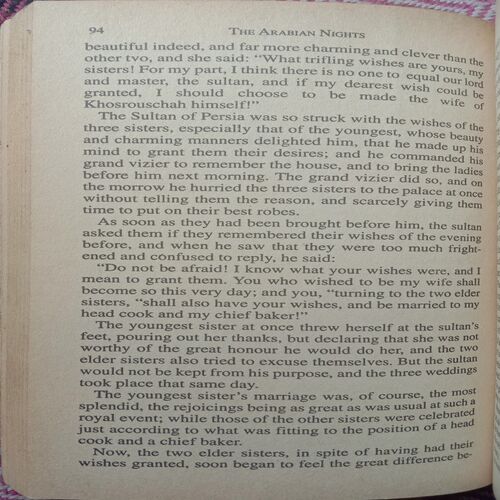 94 THE ARABIAN NIGHTS
beautiful indeed, and far more charming and clever than the
other two, and she said: “What trifling wishes are yours, my
sisters! For my part, I think there is no one to equal our lord
and master, the sultan, and if my dearest wish could be
granted, I should choose to be made the wife of
Khosrouschah himself!”
The Sultan of Persia was so struck with the wishes of the
three sisters, especially that of the youngest, whose beauty
and charming manners delighted him, that he made up his
mind to grant them their desires; and he commanded his
grand vizier to remember the house, and to bring the ladies
before him next morning. The grand vizier did so, and on
the morrow he hurried the three sisters to the palace at once
without telling them the reason, and scarcely giving them
time to put on their best robes.
As soon as they had been brought before him, the sultan
asked them if they remembered their wishes of the evening
before, and when he saw that they were too much fright-
ened and confused to reply, he said:
“Do not be afraid! I know what your wishes were, and I
mean to grant them. You who wished to be my wife shall
become so this very day; and you, “turning to the two elder
sisters, “shall also have your wishes, and be married to my
head cook and my chief baker!”
The youngest sister at once threw herself at the sultan’s
feet, pouring out her thanks, but declaring that she was not
worthy of the great honour he would do her, and the two
elder sisters also tried to excuse themselves. But the sultan
would not be kept from his purpose, and the three weddings
took place that same day.
The youngest sister’s marriage was, of course, the most
splendid, the rejoicings being as great as was usual at such a
royal event; while those of the other sisters were celebrated
just according to what was fitting to the position of a head
cook and a chief baker.
Now, the two elder sisters, in spite of having had their
wishes granted, soon began to feel the great difference be-